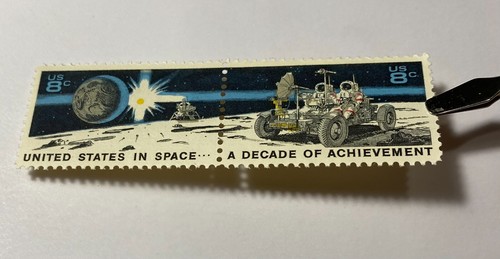 US
8c
US
8c
UNITED STATES IN SPACE··· A DECADE OF ACHIEVEMENT